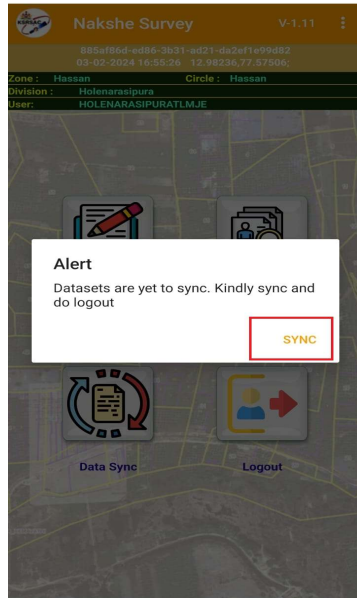 KSRSAC
Nakshe Survey V-1.11
885af86d-ed86-3b31-ad21-da2ef1e99d82
03-02-2024 16:55:26 12.98236,77.57506;
Zone : Hassan Circle : Hassan
Division : Holenarasipura
User: HOLENARASIPURATLMJE
Alert
Datasets are yet to sync. Kindly sync and
do logout
SYNC
Data Sync Logout